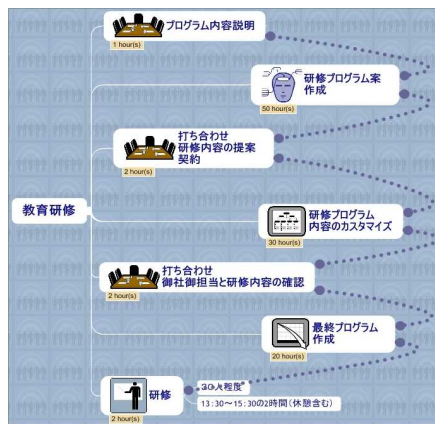 プログラム内容説明
1 hour(s)
研修プログラム案
作成
50 hour(s)
打ち合わせ
研修内容の提案
契約
2 hour(s)
教育研修
研修プログラム
内容のカスタマイズ
30 hour(s)
打ち合わせ
御社御担当と研修内容の確認
2 hour(s)
最終プログラム
作成
20 hour(s)
研修
2 hour(s)
30人程度
13:30～15:30の2時間(休憩含む)